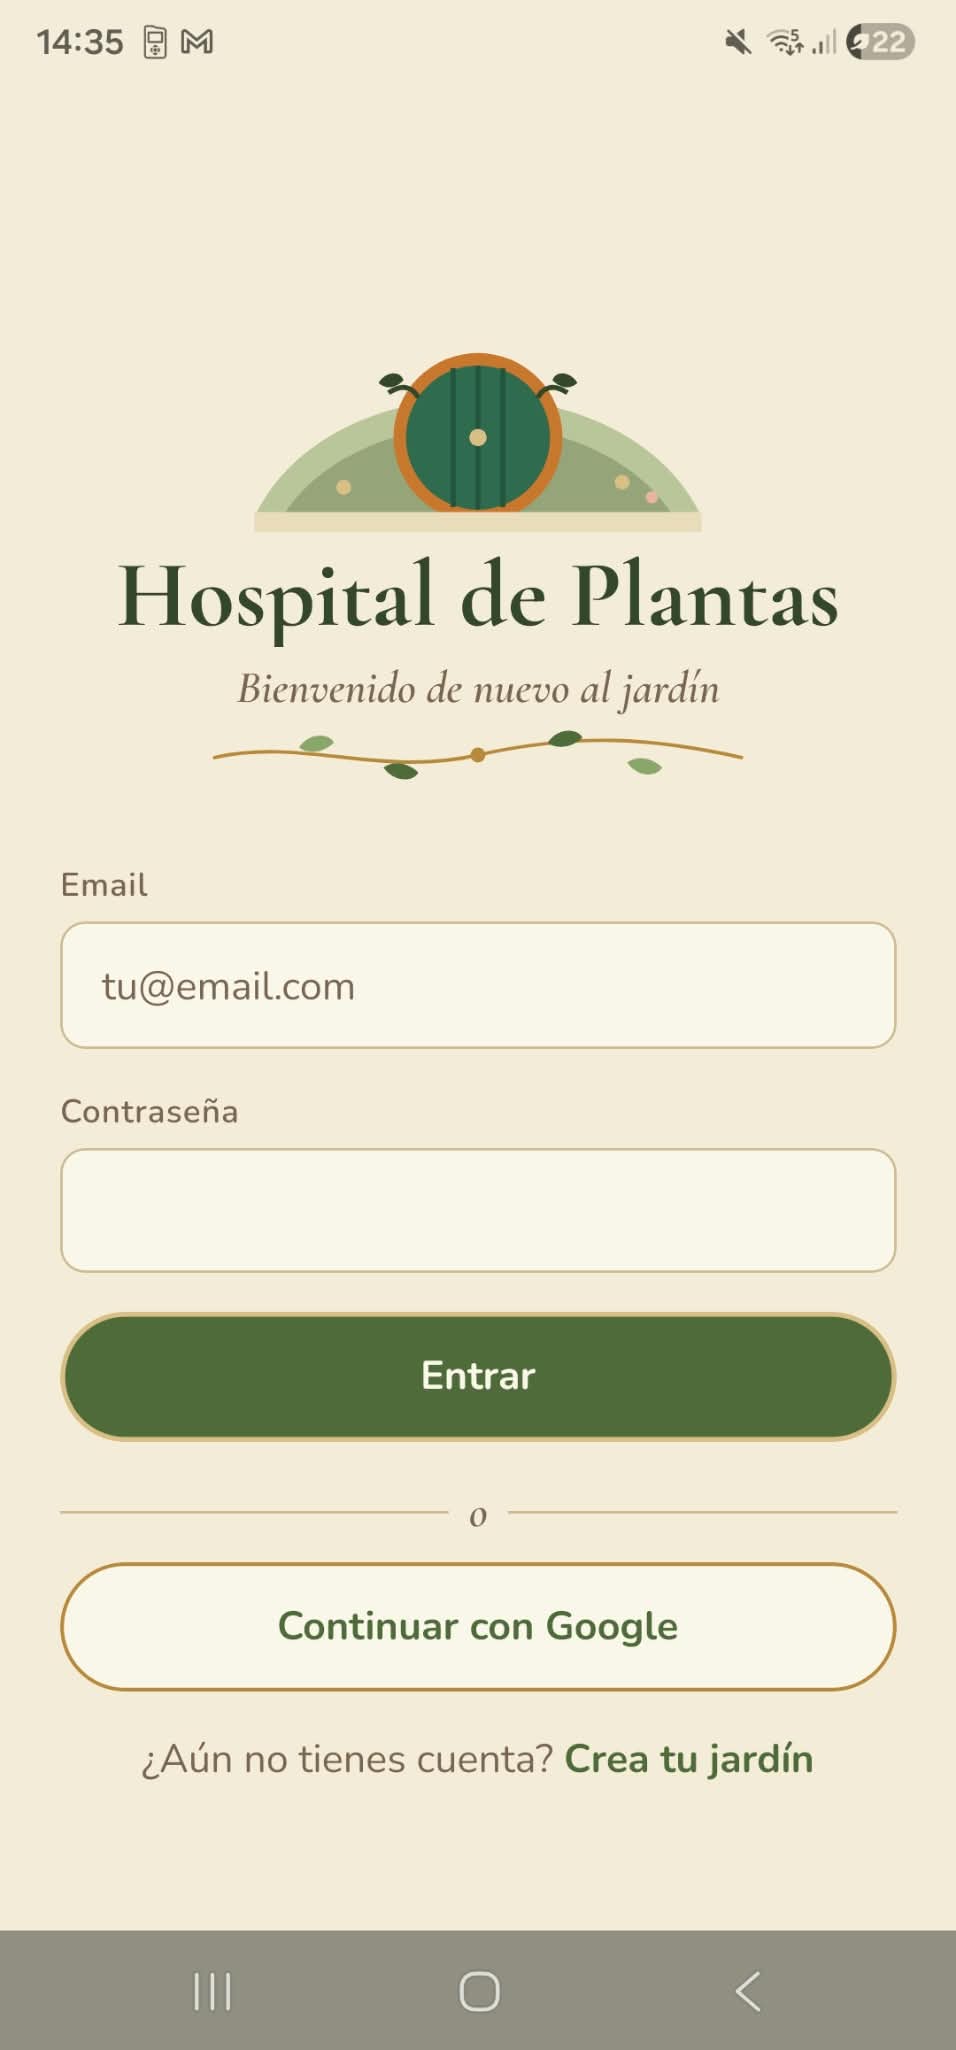 14:35
5
22
Hospital de Plantas
Bienvenido de nuevo al jardín
Email
tu@email.com
Contraseña
Entrar
o
Continuar con Google
¿Aún no tienes cuenta? Crea tu jardín